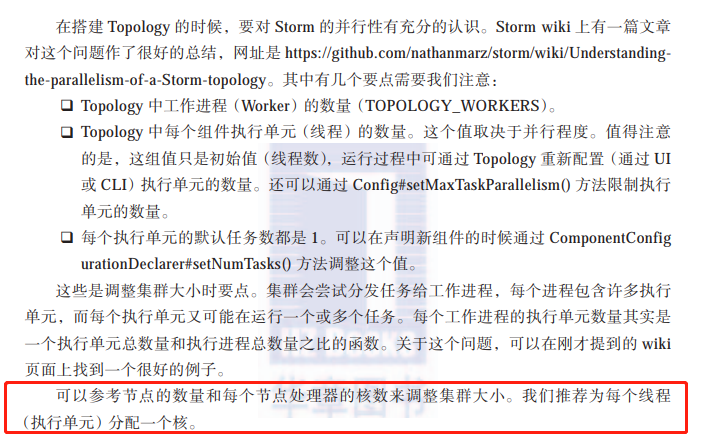 在搭建 Topology 的时候，要对 Storm 的并行性有充分的认识。Storm wiki 上有一篇文章
对这个问题作了很好的总结，网址是 https://github.com/nathanmarz/storm/wiki/Understanding-
the-parallelism-of-a-Storm-topology。其中有几个要点需要我们注意：
❑ Topology 中工作进程（Worker）的数量（TOPOLOGY_WORKERS）。
❑ Topology 中每个组件执行单元（线程）的数量。这个值取决于并行程度。值得注意
的是，这组值只是初始值（线程数），运行过程中可通过 Topology 重新配置（通过 UI
或 CLI）执行单元的数量。还可以通过 Config#setMaxTaskParallelism() 方法限制执行
单元的数量。
❑ 每个执行单元的默认任务数都是 1。可以在声明新组件的时候通过 ComponentConfig
urationDeclarer#setNumTasks() 方法调整这个值。
这些是调整集群大小时要点。集群会尝试分发任务给工作进程，每个进程包含许多执行
单元，而每个执行单元又可能在运行一个或多个任务。每个工作进程的执行单元数量其实是
一个执行单元总数量和执行进程总数量之比的函数。关于这个问题，可以在刚才提到的 wiki
页面上找到一个很好的例子。
可以参考节点的数量和每个节点处理器的核数来调整集群大小。我们推荐为每个线程
（执行单元）分配一个核。
HZ Books
华章图书